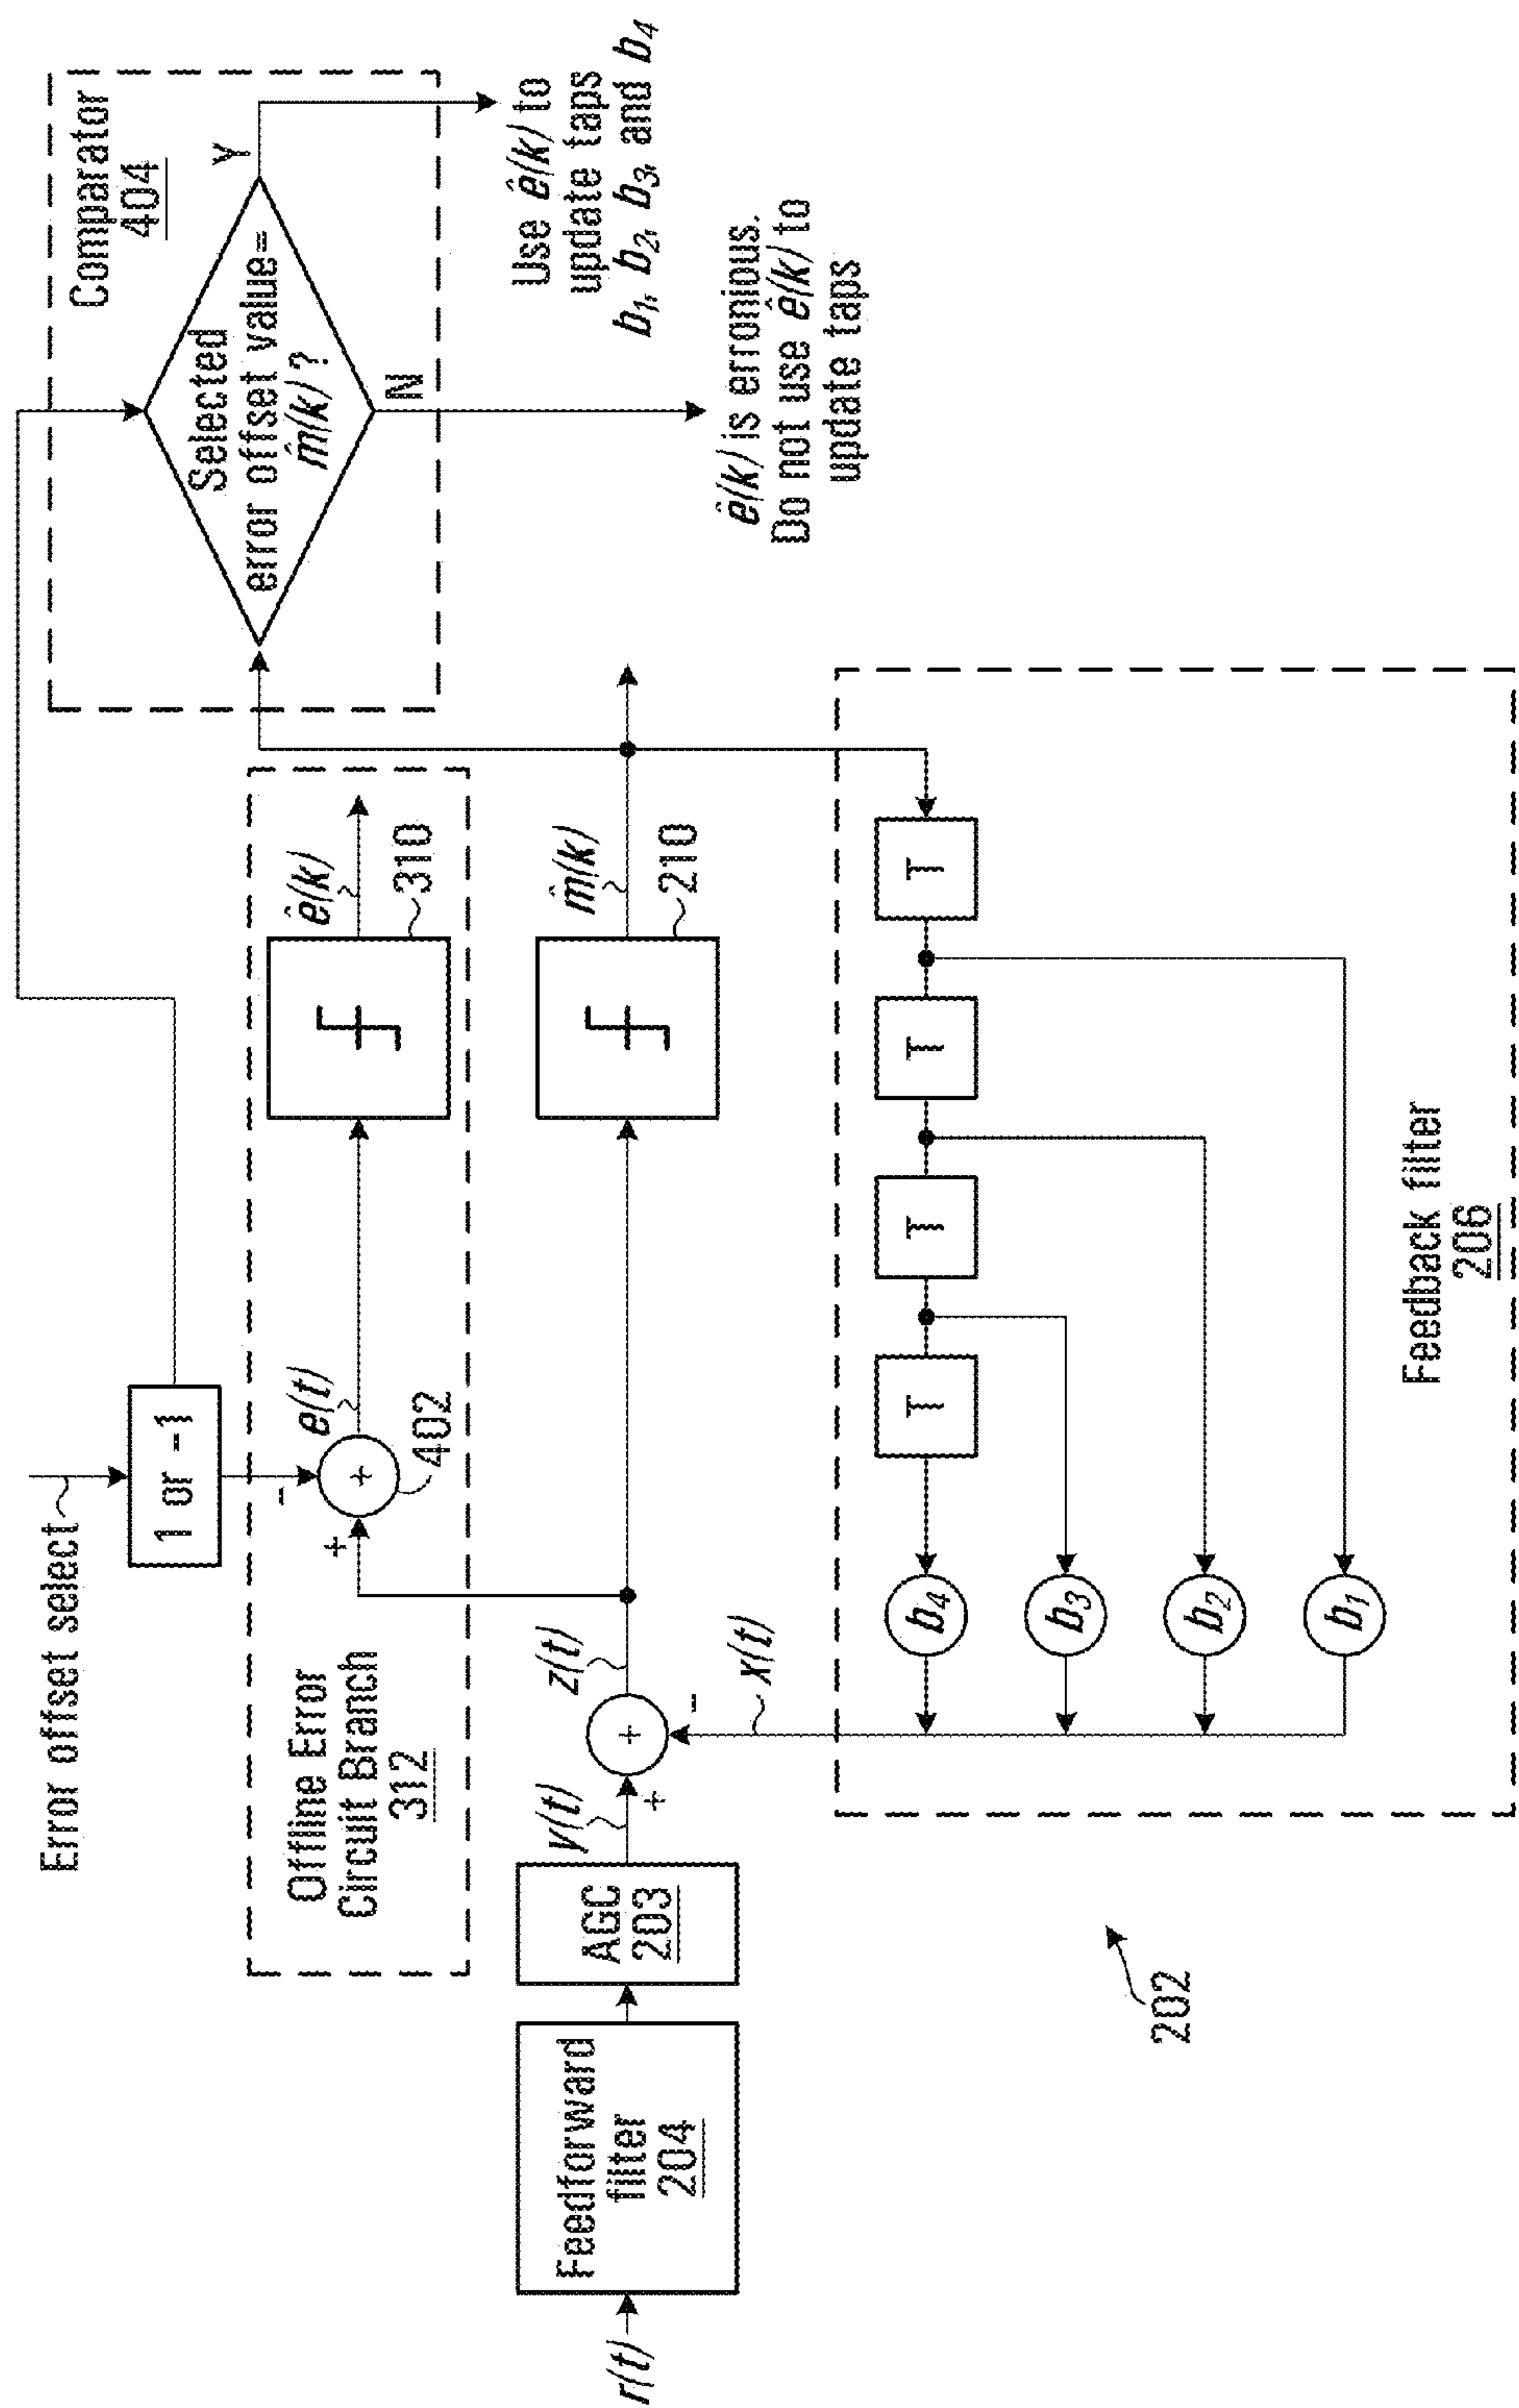 Error offset select
1 or -1
Comparator
404
Selected
error offset value=
m̂(k) ?
Y
N
Use ê(k) to
update taps
b1, b2, b3, and b4
ê(k) is erronious.
Do not use ê(k) to
update taps
Offline Error
Circuit Branch
312
-
+
+
402
e(t)
ê(k)
310
r(t)
Feedforward
filter
204
AGC
203
y(t)
+
+
-
z(t)
x(t)
m̂(k)
210
T
T
T
T
b4
b3
b2
b1
Feedback filter
206
202